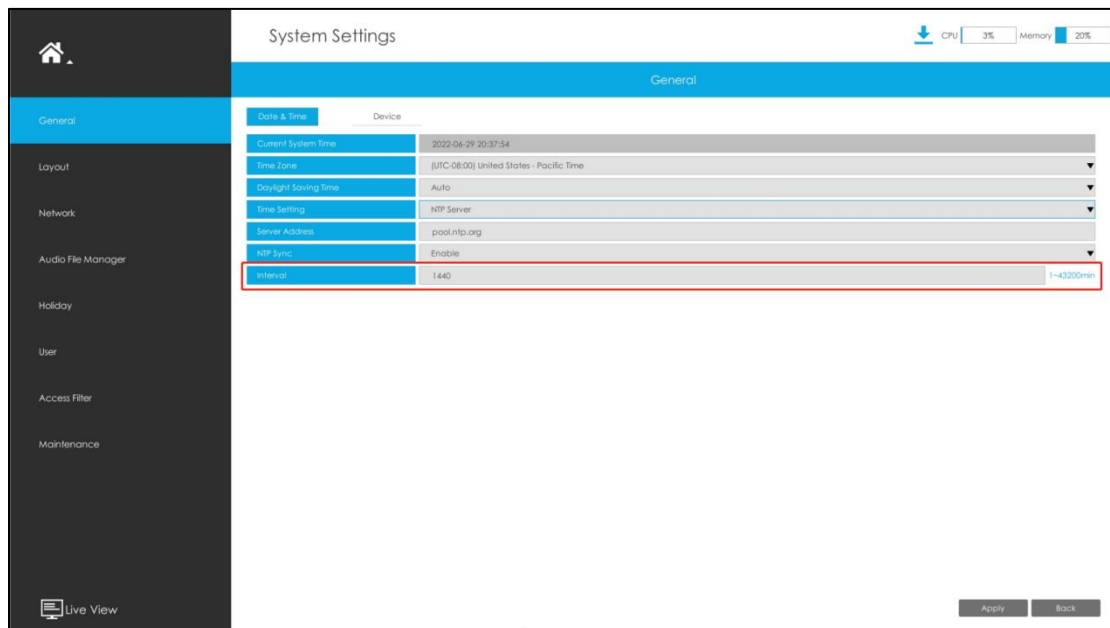 System Settings
CPU 3% Memory 20%
General
General
Layout
Network
Audio File Manager
Holiday
User
Access Filter
Maintenance
Live View
Date & Time Device
Current System Time 2022-06-29 20:37:54
Time Zone (UTC-08:00) United States - Pacific Time
Daylight Saving Time Auto
Time Setting NTP Server
Server Address pool.ntp.org
NTP Sync Enable
Interval 1440 1~43200min
Apply Back